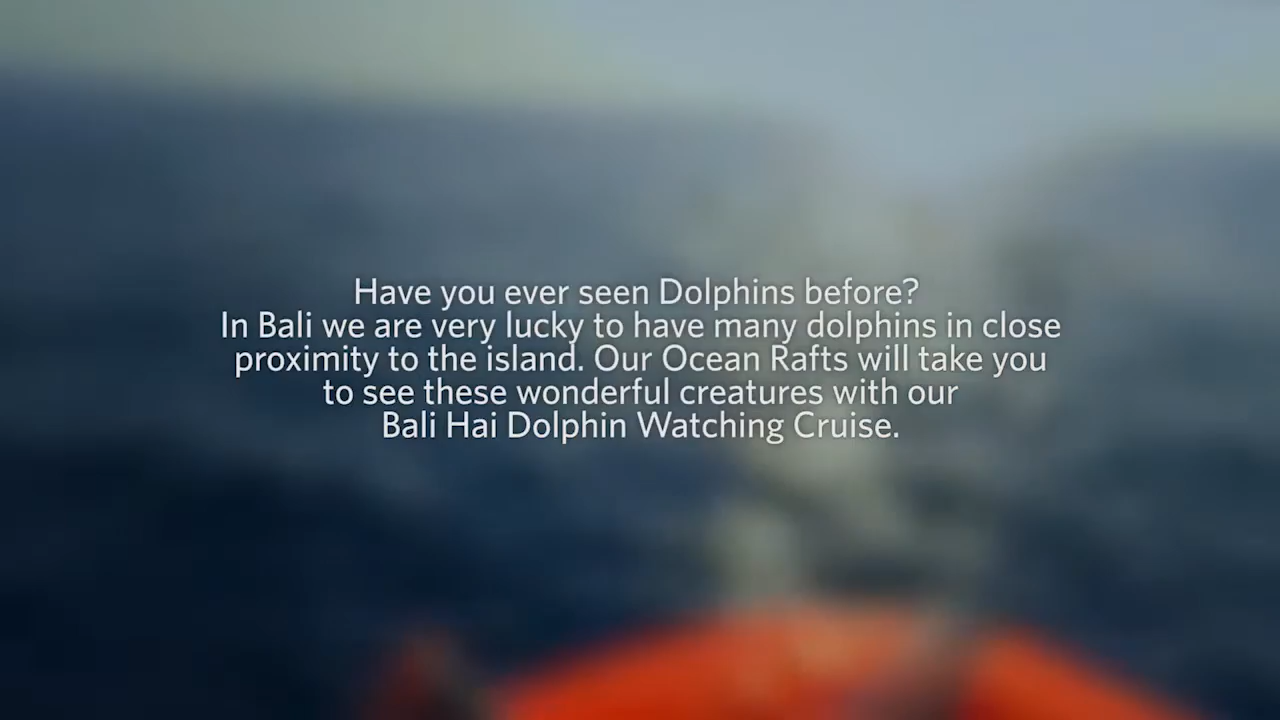 Have you ever seen Dolphins before?
In Bali we are very lucky to have many dolphins in close
proximity to the island. Our Ocean Rafts will take you
to see these wonderful creatures with our
Bali Hai Dolphin Watching Cruise.